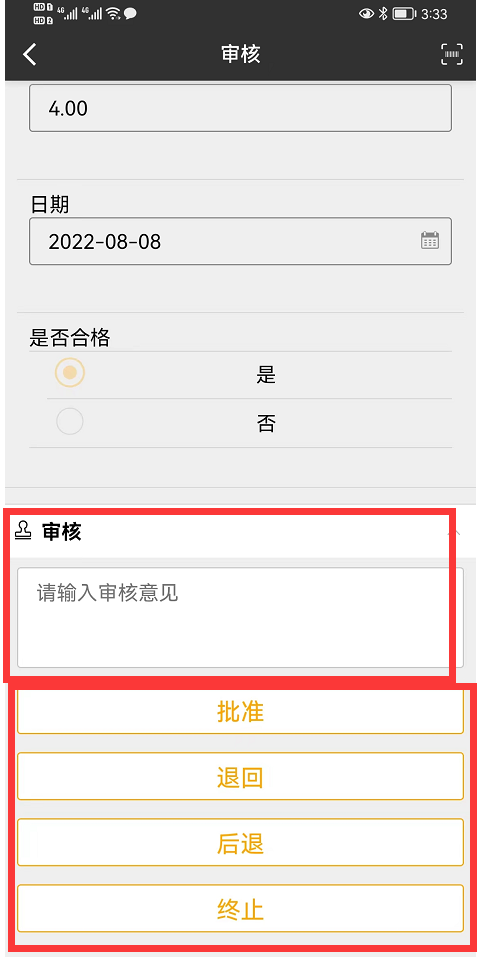 HD 1 4G 4G 3:33
HD 2
审核
4.00
日期
2022-08-08
是否合格
是
否
审核
请输入审核意见
批准
退回
后退
终止